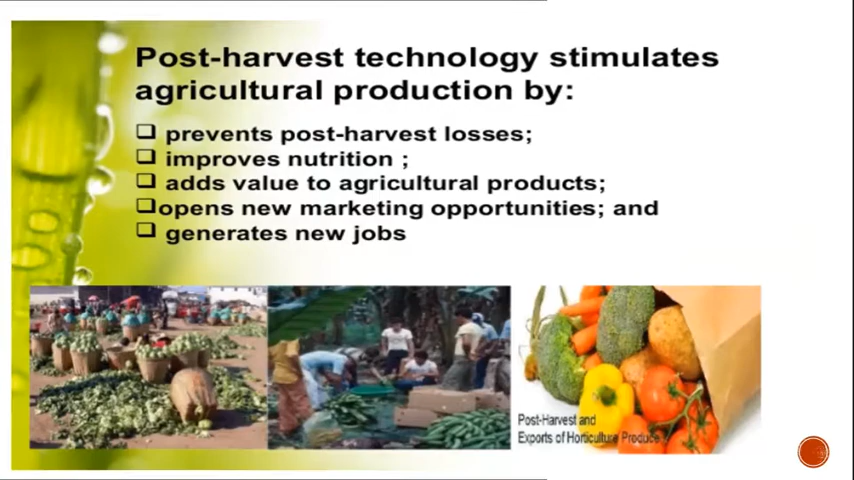 Post-harvest technology stimulates
agricultural production by:
❑ prevents post-harvest losses;
❑ improves nutrition ;
❑ adds value to agricultural products;
❑opens new marketing opportunities; and
❑ generates new jobs
Post-Harvest and
Exports of Horticulture Produce